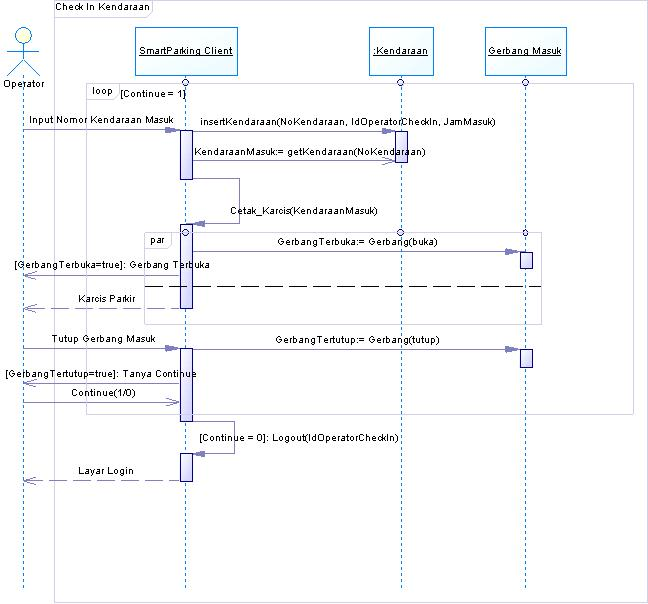 Check In Kendaraan
SmartParking Client
:Kendaraan
Gerbang Masuk
Operator
loop
[Continue = 1]
Input Nomor Kendaraan Masuk
insertKendaraan(NoKendaraan, IdOperatorCheckIn, JamMasuk)
KendaraanMasuk:= getKendaraan(NoKendaraan)
Cetak_Karcis(KendaraanMasuk)
par
GerbangTerbuka:= Gerbang(buka)
[GerbangTerbuka=true]: Gerbang Terbuka
Karcis Parkir
Tutup Gerbang Masuk
GerbangTertutup:= Gerbang(tutup)
[GerbangTertutup=true]: Tanya Continue
Continue(1/0)
[Continue = 0]: Logout(IdOperatorCheckIn)
Layar Login